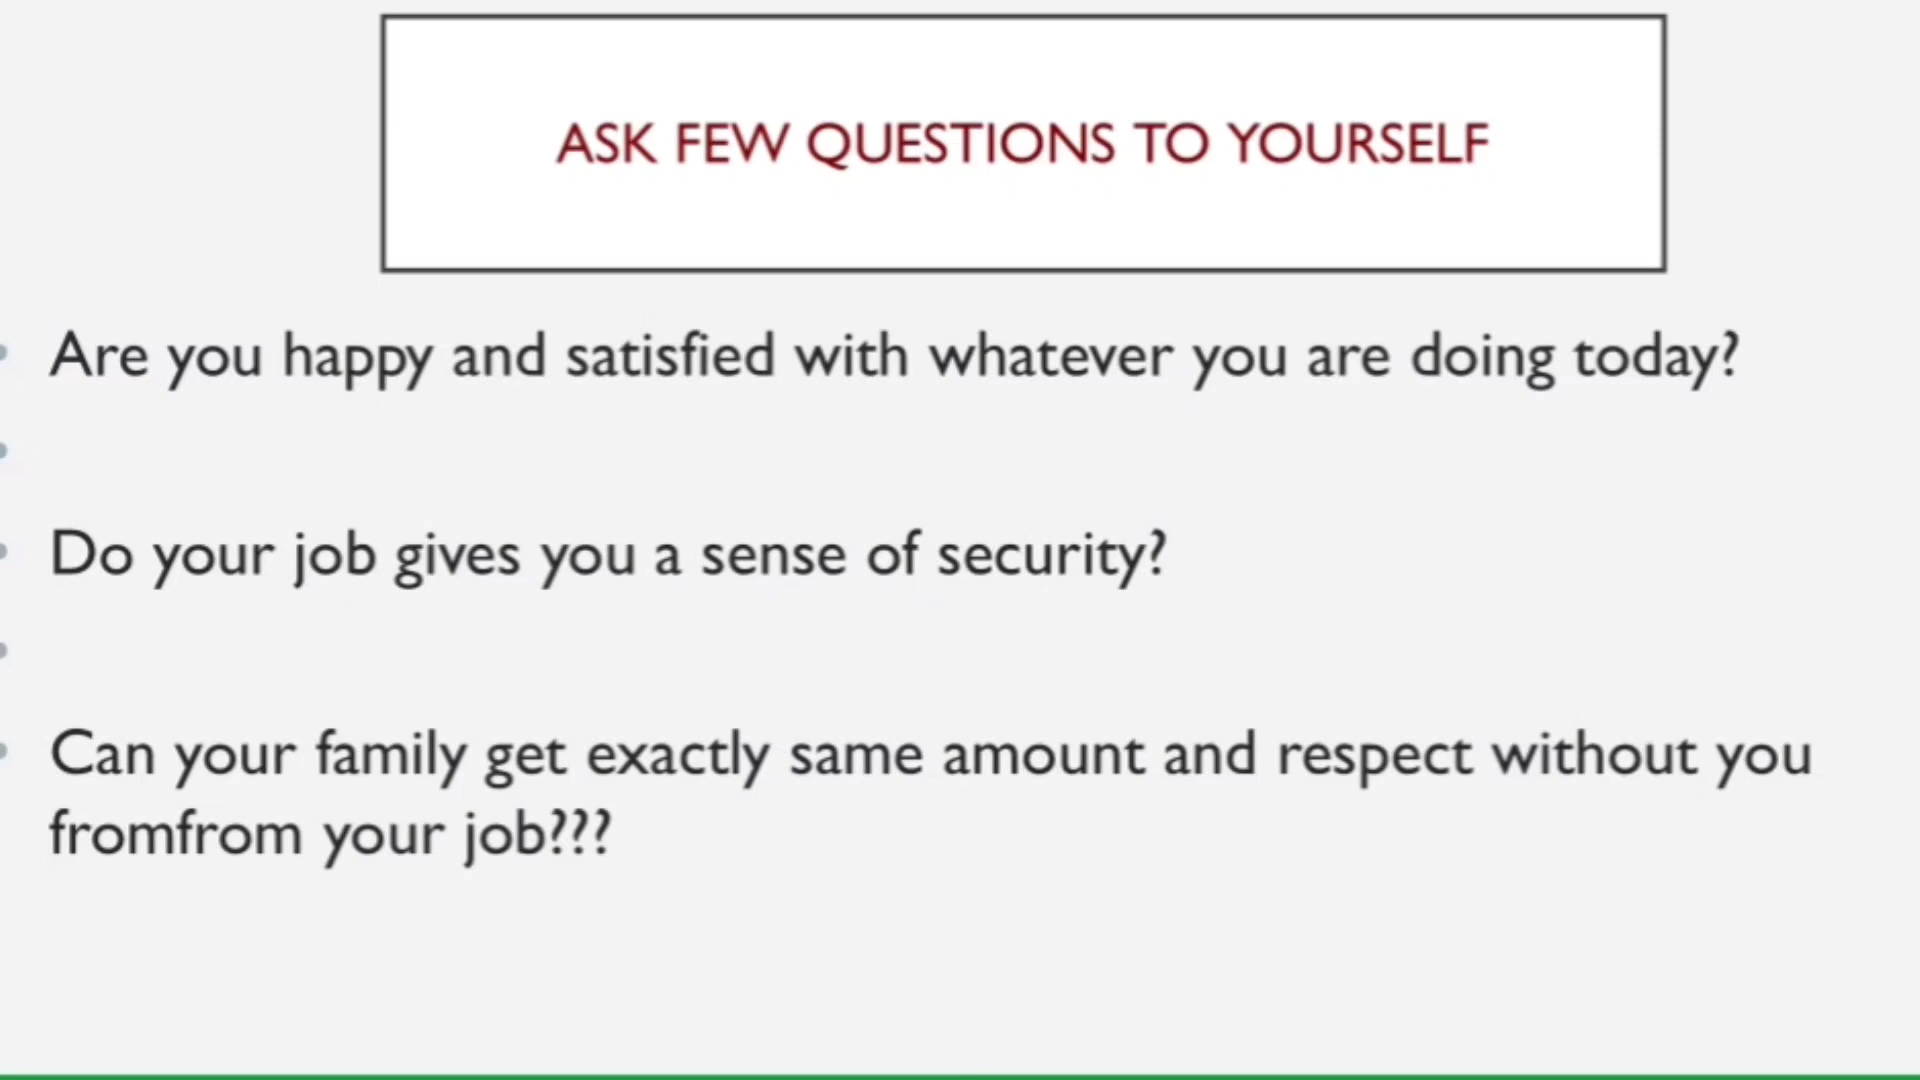 ASK FEW QUESTIONS TO YOURSELF
• Are you happy and satisfied with whatever you are doing today?
•
• Do your job gives you a sense of security?
•
• Can your family get exactly same amount and respect without you
fromfrom your job???